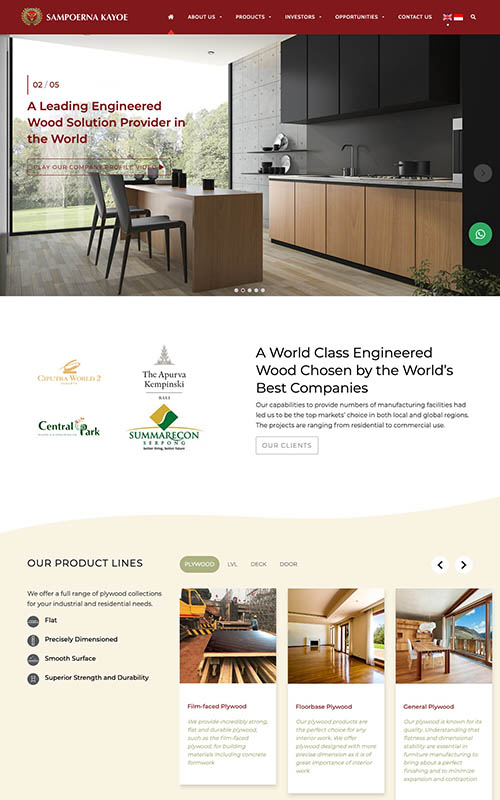 SAMPOERNA KAYOE
ABOUT US
PRODUCTS
INVESTORS
OPPORTUNITIES
CONTACT US
02 / 05
A Leading Engineered
Wood Solution Provider in
the World
PLAY OUR COMPANY PROFILE VIDEO
CIPUTRA WORLD 2
The Apurva
Kempinski
BALI
Central Park
SUMMARECON
SERPONG
better living, better future
A World Class Engineered
Wood Chosen by the World's
Best Companies
Our capabilities to provide numbers of manufacturing facilities had
led us to be the top markets' choice in both local and global regions.
The projects are ranging from residential to commercial use.
OUR CLIENTS
OUR PRODUCT LINES
PLYWOOD
LVL
DECK
DOOR
We offer a full range of plywood collections
for your industrial and residential needs.
Flat
Precisely Dimensioned
Smooth Surface
Superior Strength and Durability
Film-faced Plywood
We provide incredibly strong,
flat and durable plywood,
such as the film-faced
plywood, for building
materials including concrete
formwork
Floorbase Plywood
Our plywood products are
the perfect choice for any
interior work. We offer
plywood designed with more
precise dimension as it is of
great importance of interior
work.
General Plywood
Our plywood is known for its
quality. Understanding that
flatness and dimensional
stability are essential in
furniture manufacturing to
bring about a perfect
finishing and to minimize
expansion and contraction